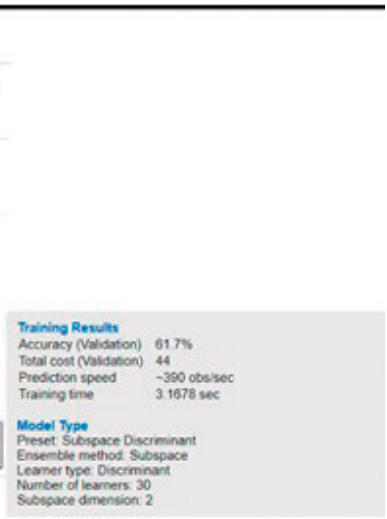 Training Results
Accuracy (Validation) 61.7%
Total cost (Validation) 44
Prediction speed ~390 obs/sec
Training time 3.1678 sec
Model Type
Preset: Subspace Discriminant
Ensemble method: Subspace
Learner type: Discriminant
Number of learners: 30
Subspace dimension: 2